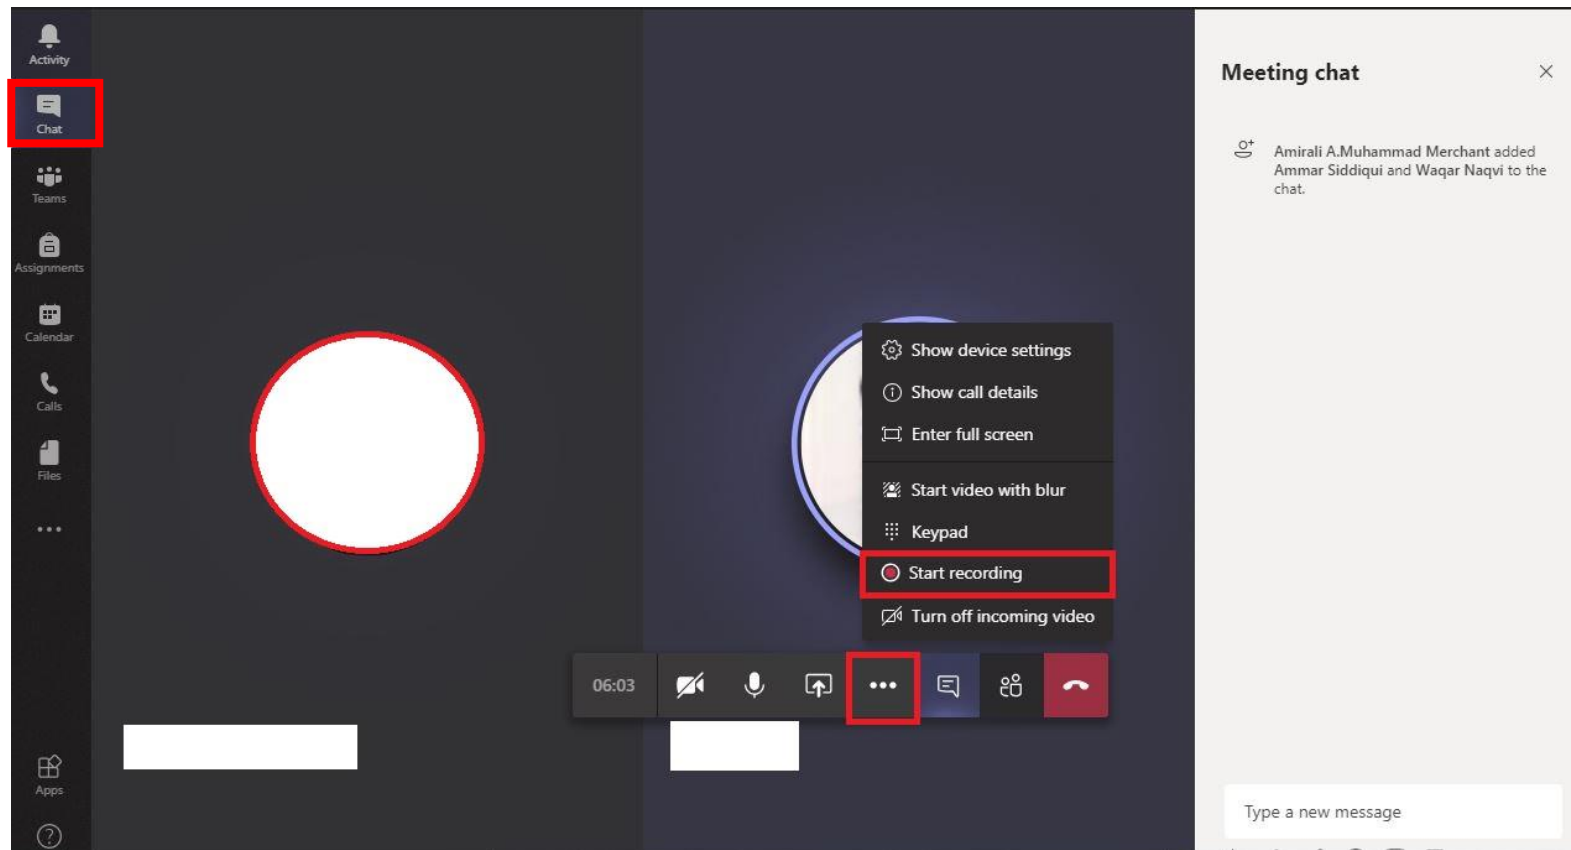 Activity
Chat
Teams
Assignments
Calendar
Calls
Files
Apps
Show device settings
Show call details
Enter full screen
Start video with blur
Keypad
Start recording
Turn off incoming video
06:03
Meeting chat
Amirali A.Muhammad Merchant added
Ammar Siddiqui and Waqar Naqvi to the
chat.
Type a new message